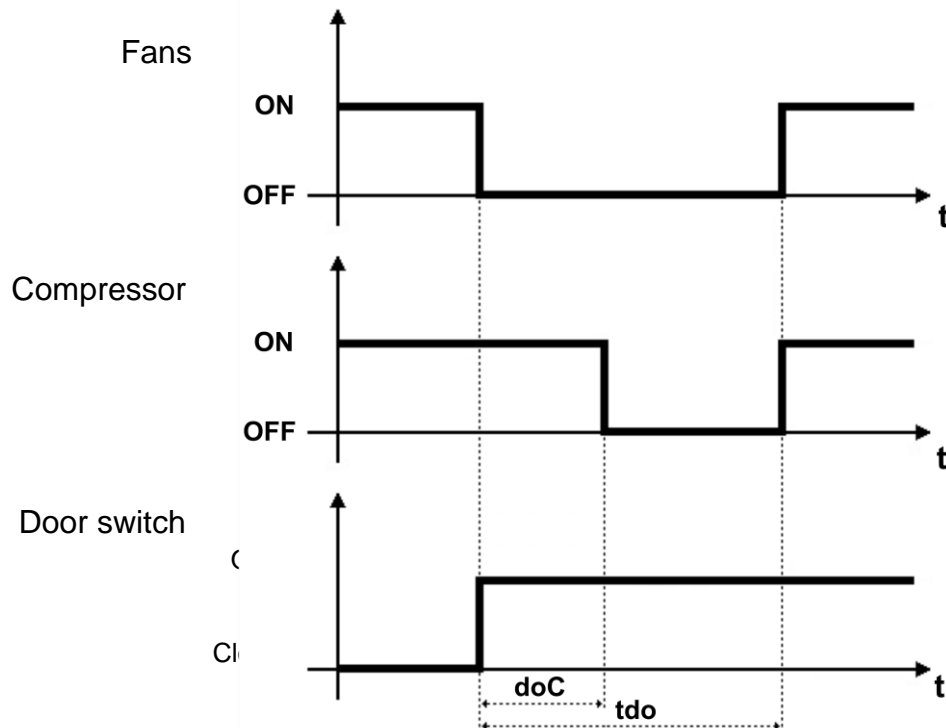 Fans
ON
OFF
t
Compressor
ON
OFF
t
Door switch
t
doC
tdo